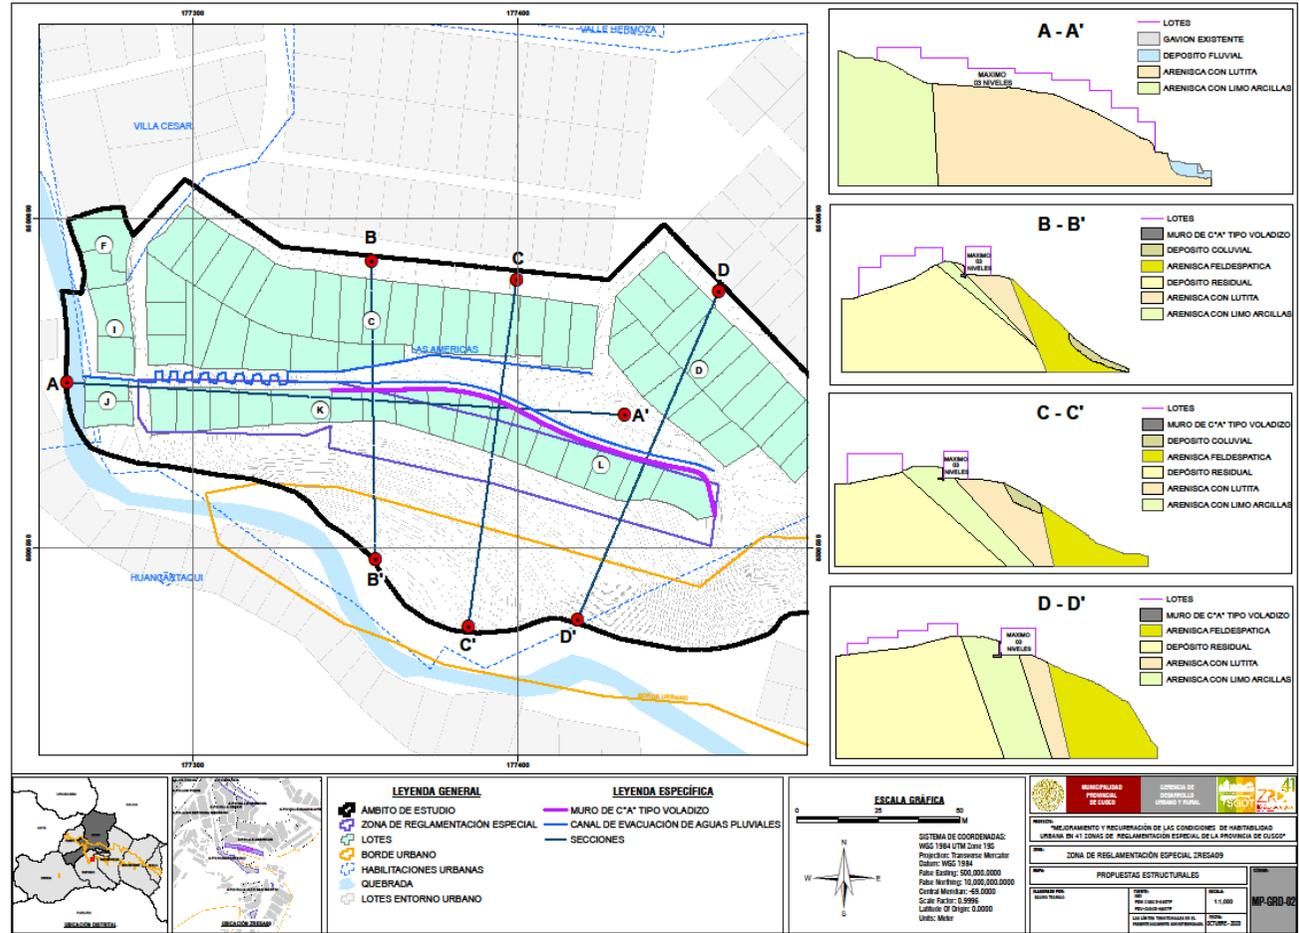 177300
177400
VALLE HERMOZA
VILLA CESAR
8500600
8500600
B
C
D
F
C
I
LAS AMERICAS
D
A
J
K
A'
L
8500500
8500500
HUANCARTAQUI
B'
C'
D'
BORDE URBANO
177300
177400
A - A'
MAXIMO
03 NIVELES
LOTES
GAVION EXISTENTE
DEPOSITO FLUVIAL
ARENISCA CON LUTITA
ARENISCA CON LIMO ARCILLAS
B - B'
MAXIMO
03
NIVELES
LOTES
MURO DE C"A" TIPO VOLADIZO
DEPOSITO COLUVIAL
ARENISCA FELDESPATICA
DEPÓSITO RESIDUAL
ARENISCA CON LUTITA
ARENISCA CON LIMO ARCILLAS
C - C'
MAXIMO
03
NIVELES
LOTES
MURO DE C"A" TIPO VOLADIZO
DEPOSITO COLUVIAL
ARENISCA FELDESPATICA
DEPÓSITO RESIDUAL
ARENISCA CON LUTITA
ARENISCA CON LIMO ARCILLAS
D - D'
MAXIMO
03
NIVELES
LOTES
MURO DE C"A" TIPO VOLADIZO
ARENISCA FELDESPATICA
DEPÓSITO RESIDUAL
ARENISCA CON LUTITA
ARENISCA CON LIMO ARCILLAS
UBICACIÓN DISTRITAL
UBICACIÓN ZRESA09
LEYENDA GENERAL
ÁMBITO DE ESTUDIO
ZONA DE REGLAMENTACIÓN ESPECIAL
LOTES
BORDE URBANO
HABILITACIONES URBANAS
QUEBRADA
LOTES ENTORNO URBANO
LEYENDA ESPECÍFICA
MURO DE C"A" TIPO VOLADIZO
CANAL DE EVACUACIÓN DE AGUAS PLUVIALES
SECCIONES
ESCALA GRÁFICA
0 25 50
M
N
W E
S
SISTEMA DE COORDENADAS:
WGS 1984 UTM Zone 19S
Projection: Transverse Mercator
Datum: WGS 1984
False Easting: 500,000.0000
False Northing: 10,000,000.0000
Central Meridian: -69.0000
Scale Factor: 0.9996
Latitude Of Origin: 0.0000
Units: Meter
MUNICIPALIDAD
PROVINCIAL
DE CUSCO
GERENCIA DE
DESARROLLO
URBANO Y RURAL
41
"MEJORAMIENTO Y RECUPERACIÓN DE LAS CONDICIONES DE HABITABILIDAD
URBANA EN 41 ZONAS DE REGLAMENTACIÓN ESPECIAL DE LA PROVINCIA DE CUSCO"
ZONA DE REGLAMENTACIÓN ESPECIAL ZRESA09
PROPUESTAS ESTRUCTURALES
1:1,000
OCTUBRE - 2020
MP-GRD-02